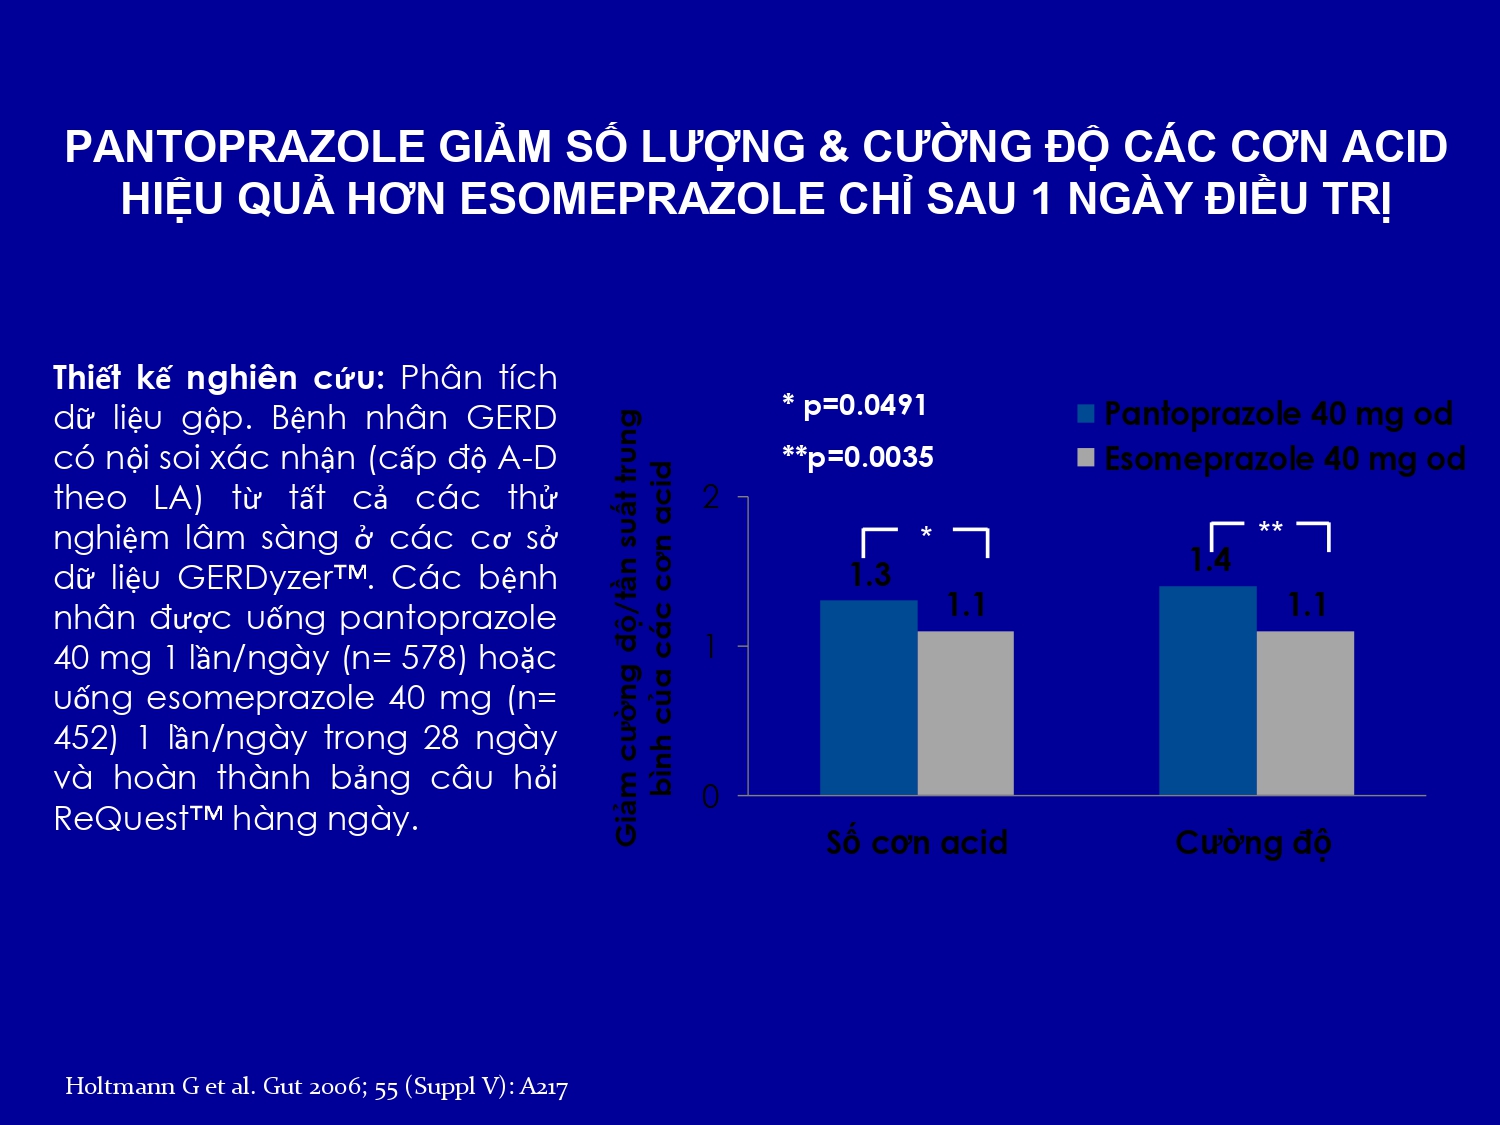 PANTOPRAZOLE GIẢM SỐ LƯỢNG & CƯỜNG ĐỘ CÁC CƠN ACID
HIỆU QUẢ HƠN ESOMEPRAZOLE CHỈ SAU 1 NGÀY ĐIỀU TRỊ
Thiết kế nghiên cứu: Phân tích
dữ liệu gộp. Bệnh nhân GERD
có nội soi xác nhận (cấp độ A-D
theo LA) từ tất cả các thử
nghiệm lâm sàng ở các cơ sở
dữ liệu GERDyzer™. Các bệnh
nhân được uống pantoprazole
40 mg 1 lần/ngày (n= 578) hoặc
uống esomeprazole 40 mg (n=
452) 1 lần/ngày trong 28 ngày
và hoàn thành bảng câu hỏi
ReQuest™ hàng ngày.
* p=0.0491
**p=0.0035
Pantoprazole 40 mg od
Esomeprazole 40 mg od
Giảm cường độ/tần suất trung
bình của các cơn acid
2
1
0
*
1.3
1.1
**
1.4
1.1
Số cơn acid
Cường độ
Holtmann G et al. Gut 2006; 55 (Suppl V): A217